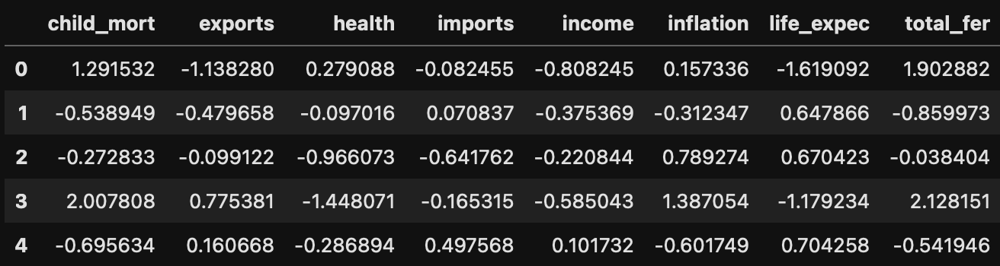 child_mort exports health imports income inflation life_expec total_fer
0 1.291532 -1.138280 0.279088 -0.082455 -0.808245 0.157336 -1.619092 1.902882
1 -0.538949 -0.479658 -0.097016 0.070837 -0.375369 -0.312347 0.647866 -0.859973
2 -0.272833 -0.099122 -0.966073 -0.641762 -0.220844 0.789274 0.670423 -0.038404
3 2.007808 0.775381 -1.448071 -0.165315 -0.585043 1.387054 -1.179234 2.128151
4 -0.695634 0.160668 -0.286894 0.497568 0.101732 -0.601749 0.704258 -0.541946